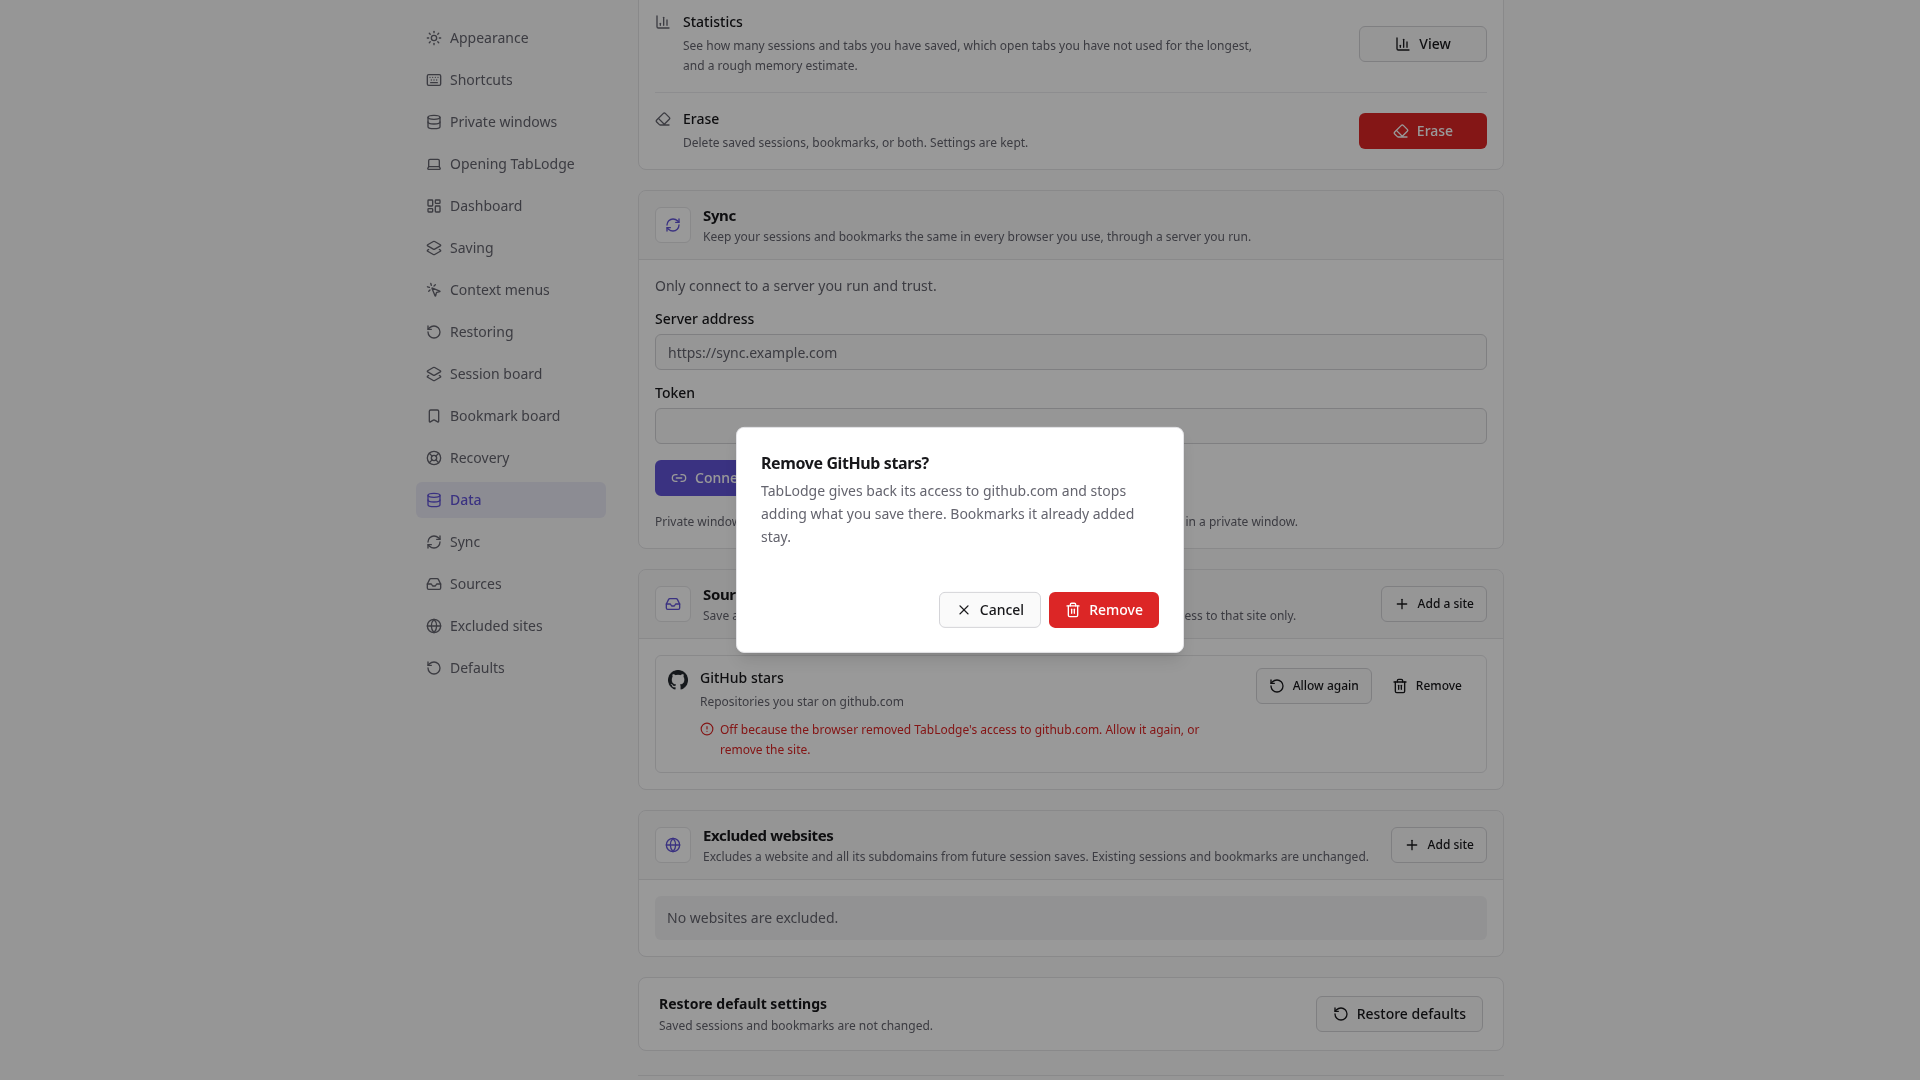 Appearance
Shortcuts
Private windows
Opening TabLodge
Dashboard
Saving
Context menus
Restoring
Session board
Bookmark board
Recovery
Data
Sync
Sources
Excluded sites
Defaults
Statistics
See how many sessions and tabs you have saved, which open tabs you have not used for the longest,
and a rough memory estimate.
View
Erase
Delete saved sessions, bookmarks, or both. Settings are kept.
Erase
Sync
Keep your sessions and bookmarks the same in every browser you use, through a server you run.
Only connect to a server you run and trust.
Server address
https://sync.example.com
Token
Remove GitHub stars?
TabLodge gives back its access to github.com and stops
adding what you save there. Bookmarks it already added
stay.
Cancel
Remove
Private
in a private window.
Save
to that site only.
Add a site
GitHub stars
Repositories you star on github.com
Off because the browser removed TabLodge's access to github.com. Allow it again, or
remove the site.
Allow again
Remove
Excluded websites
Excludes a website and all its subdomains from future session saves. Existing sessions and bookmarks are unchanged.
Add site
No websites are excluded.
Restore default settings
Saved sessions and bookmarks are not changed.
Restore defaults